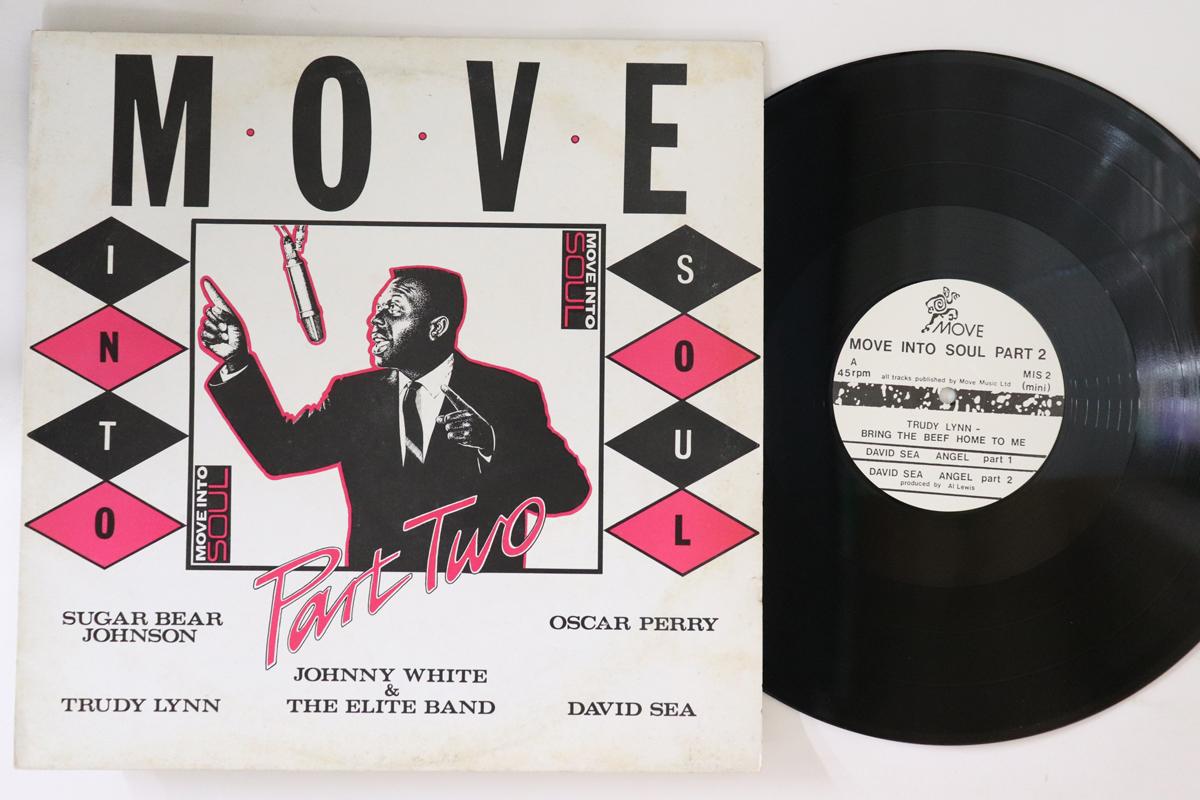 M·O·V·E
INTO
SOUL
MOVE INTO
SOUL
MOVE INTO
SOUL
Part Two
SUGAR BEAR
JOHNSON
OSCAR PERRY
JOHNNY WHITE
&
THE ELITE BAND
TRUDY LYNN
DAVID SEA
MOVE
MOVE INTO SOUL PART 2
A
MIS 2
45rpm
all tracks published by Move Music Ltd
(mini)
TRUDY LYNN -
BRING THE BEEF HOME TO ME
DAVID SEA ANGEL part 1
DAVID SEA ANGEL part 2
produced by Al Lewis